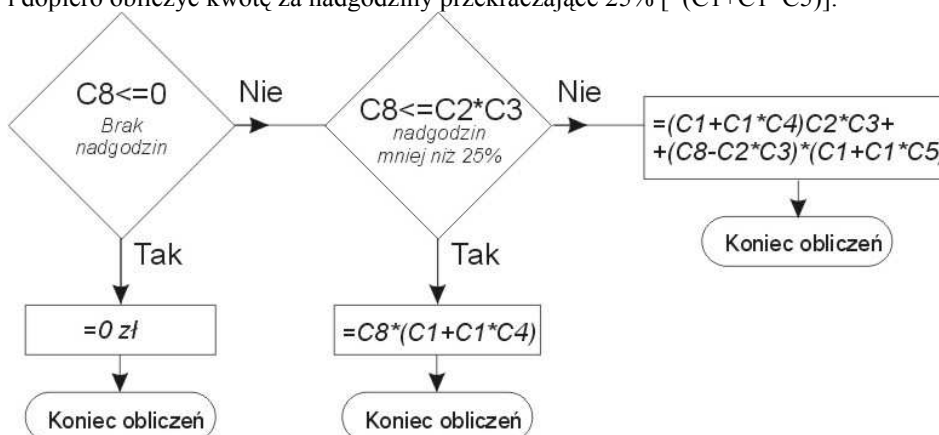 i dopiero obliczyć kwotę za nadgodziny przekraczające 25% [*(C1+C1*C5)].
C8<=0
Brak
nadgodzin
Nie
C8<=C2*C3
nadgodzin
mniej niż 25%
Nie
=(C1+C1*C4)C2*C3+
+(C8-C2*C3)*(C1+C1*C5)
Koniec obliczeń
Tak
Tak
=0 zł
=C8*(C1+C1*C4)
Koniec obliczeń
Koniec obliczeń